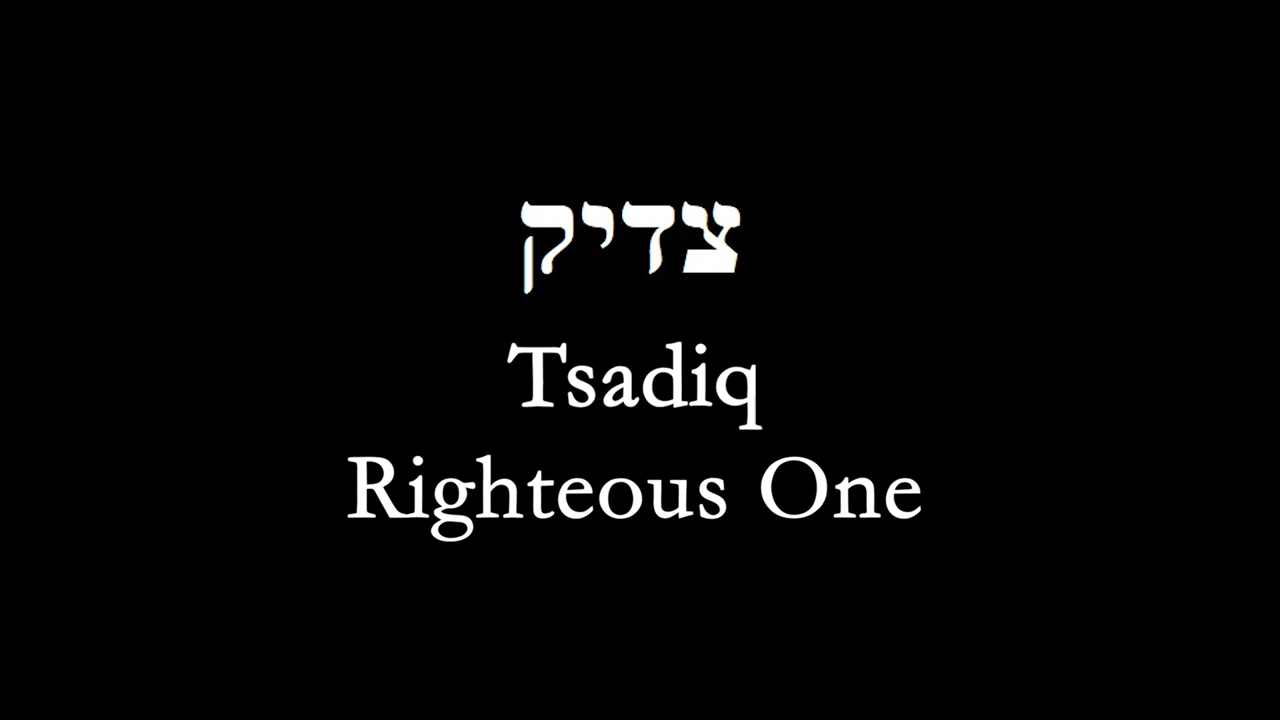 צדיק
Tsadiq
Righteous One